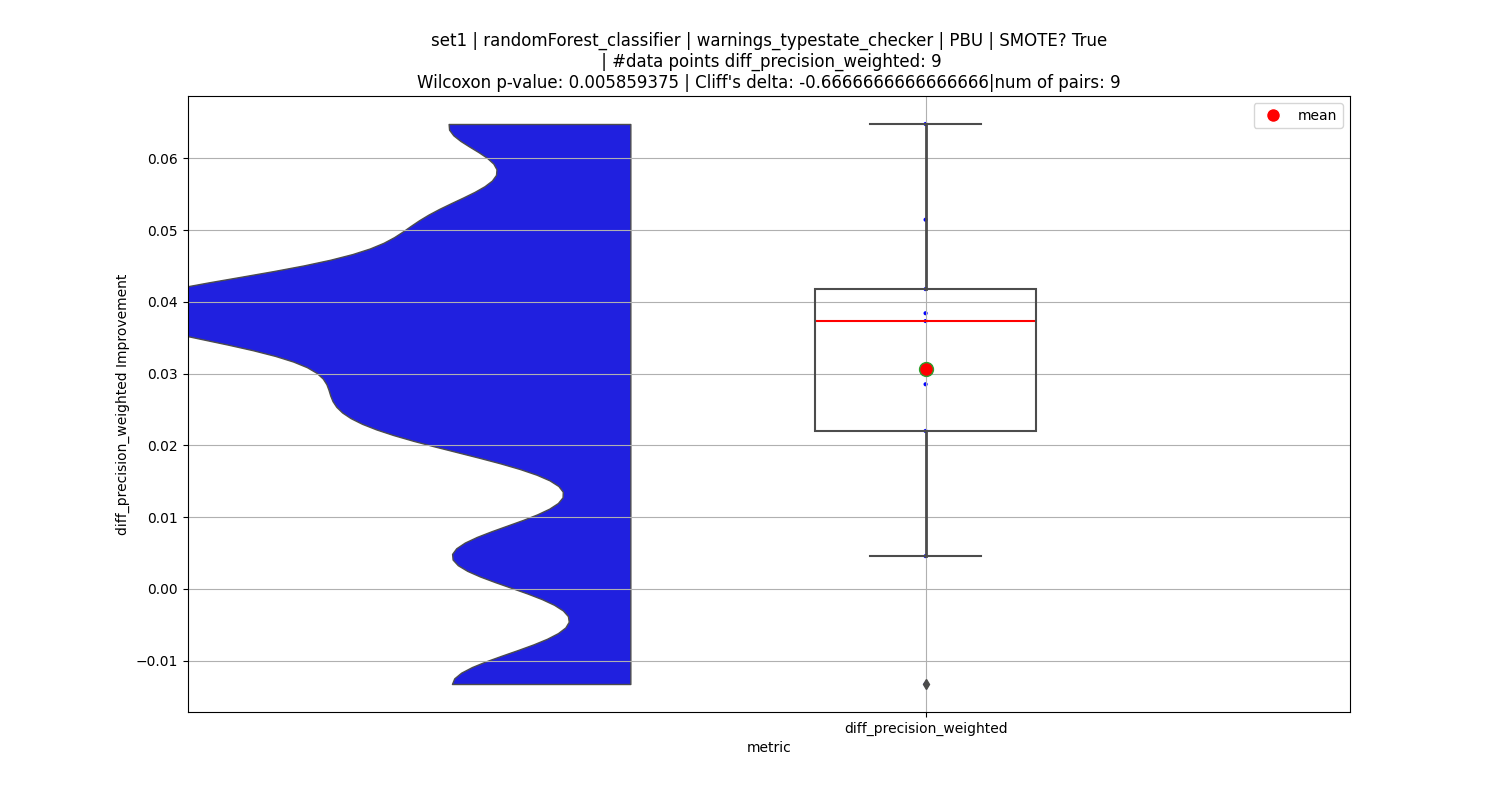 set1 | randomForest_classifier | warnings_typestate_checker | PBU | SMOTE? True
| #data points diff_precision_weighted: 9
Wilcoxon p-value: 0.005859375 | Cliff's delta: -0.6666666666666666|num of pairs: 9
mean
0.06
0.05
0.04
0.03
0.02
0.01
0.00
−0.01
diff_precision_weighted Improvement
diff_precision_weighted
metric